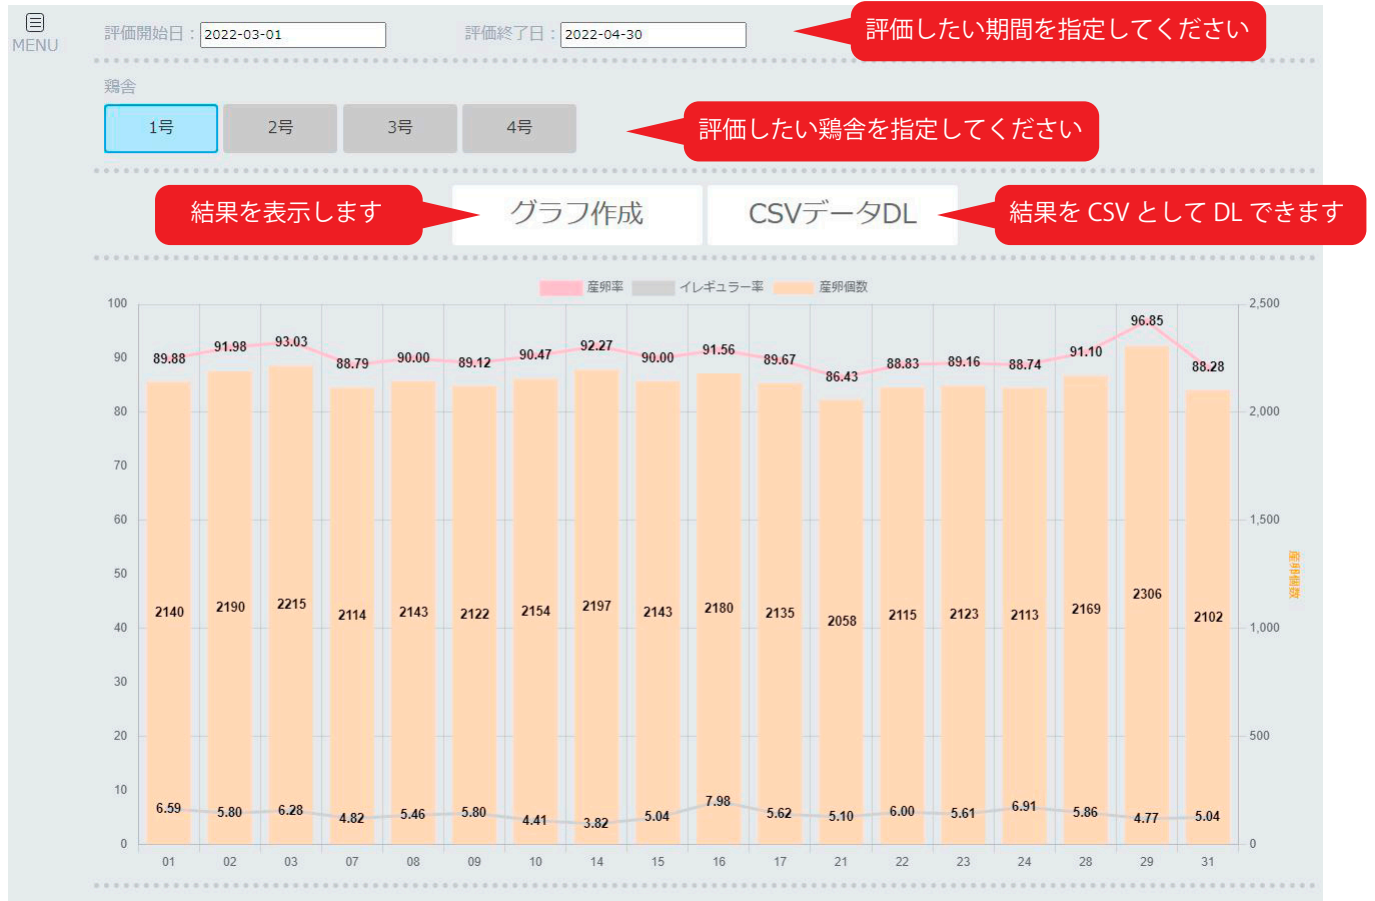 MENU
評価開始日：2022-03-01
評価終了日：2022-04-30
評価したい期間を指定してください
鶏舎
1号 2号 3号 4号
評価したい鶏舎を指定してください
結果を表示します
グラフ作成
CSVデータDL
結果を CSV として DL できます
産卵率 イレギュラー率 産卵個数
100 90 80 70 60 50 40 30 20 10 0
2,500 2,000 1,500 1,000 500 0
産卵個数
89.88 91.98 93.03 88.79 90.00 89.12 90.47 92.27 90.00 91.56 89.67 86.43 88.83 89.16 88.74 91.10 96.85 88.28
2140 2190 2215 2114 2143 2122 2154 2197 2143 2180 2135 2058 2115 2123 2113 2169 2306 2102
6.59 5.80 6.28 4.82 5.46 5.80 4.41 3.82 5.04 7.98 5.62 5.10 6.00 5.61 6.91 5.86 4.77 5.04
01 02 03 07 08 09 10 14 15 16 17 21 22 23 24 28 29 31